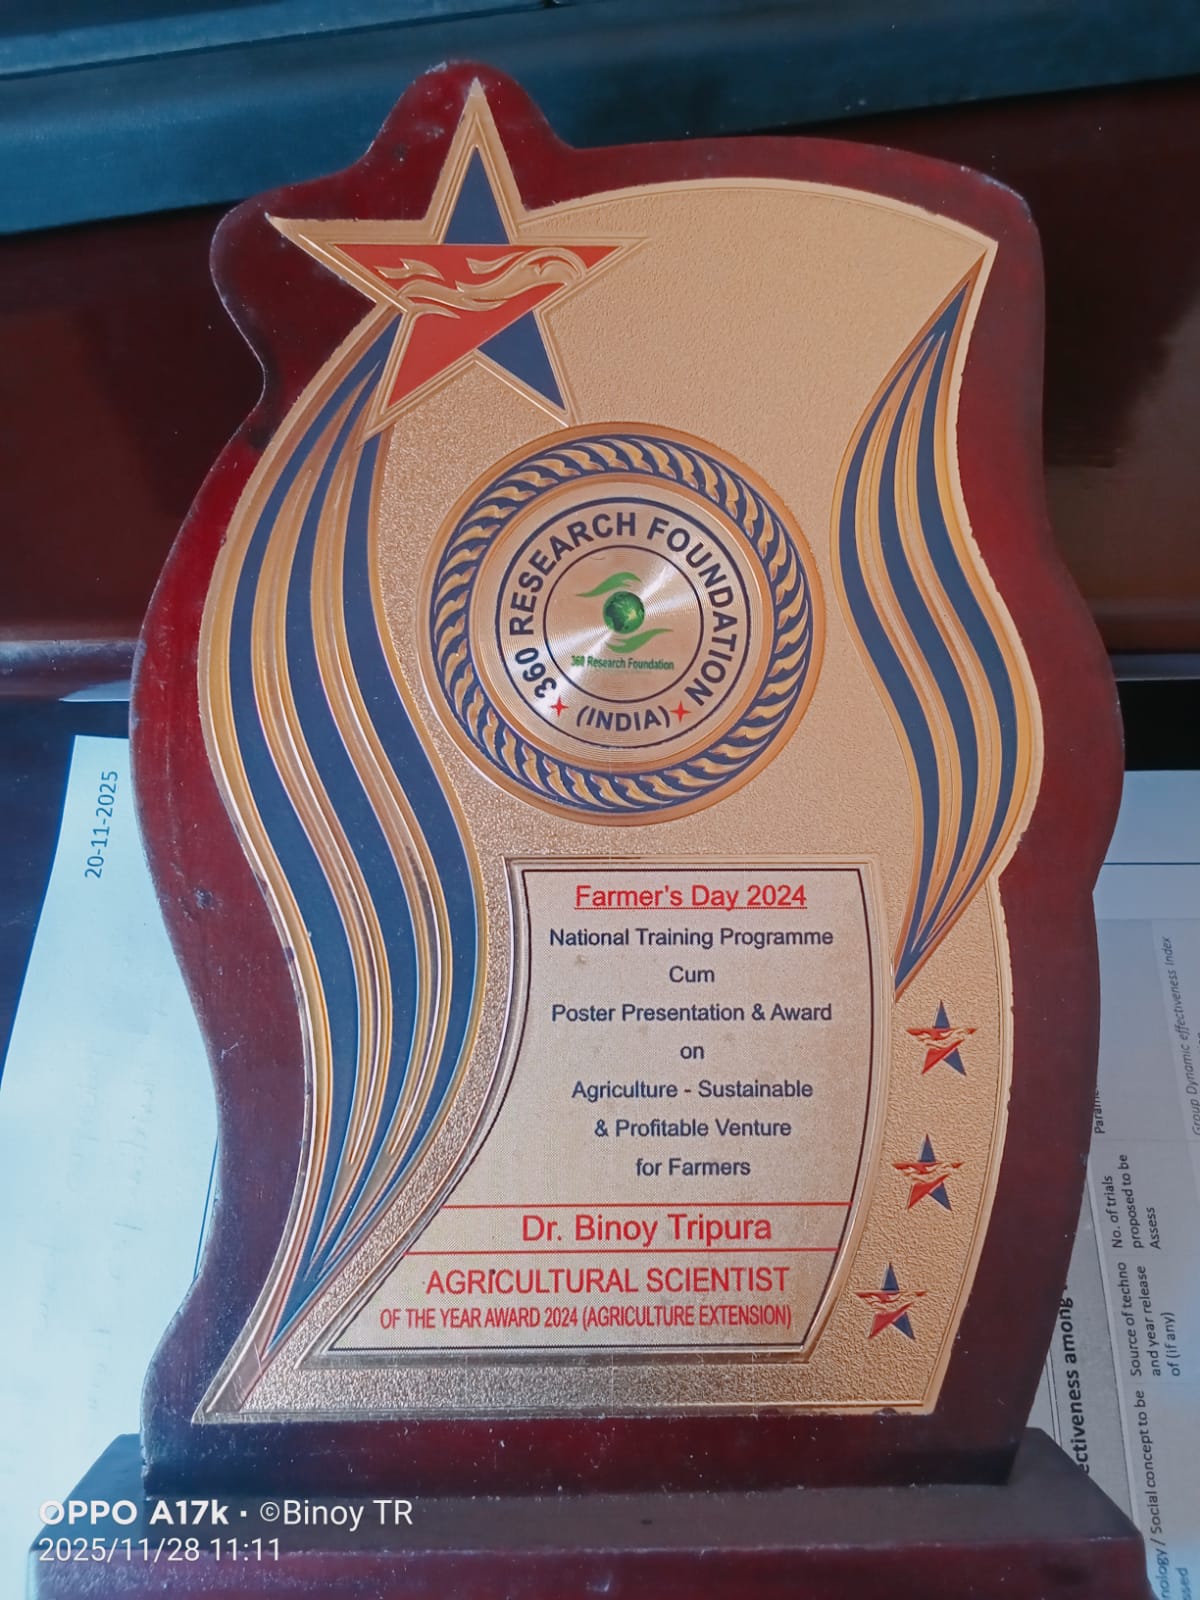 360 RESEARCH FOUNDATION
(INDIA)
360 Research Foundation
Farmer's Day 2024
National Training Programme
Cum
Poster Presentation & Award
on
Agriculture - Sustainable
& Profitable Venture
for Farmers
Dr. Binoy Tripura
AGRICULTURAL SCIENTIST
OF THE YEAR AWARD 2024 (AGRICULTURE EXTENSION)
20-11-2025
Group Dynamic effectiveness Index
No. of trials
proposed to be
Assess
Source of techno
and year release
of (if any)
ectiveness among
nology / Social concept to be
OPPO A17k · ©Binoy TR
2025/11/28 11:11